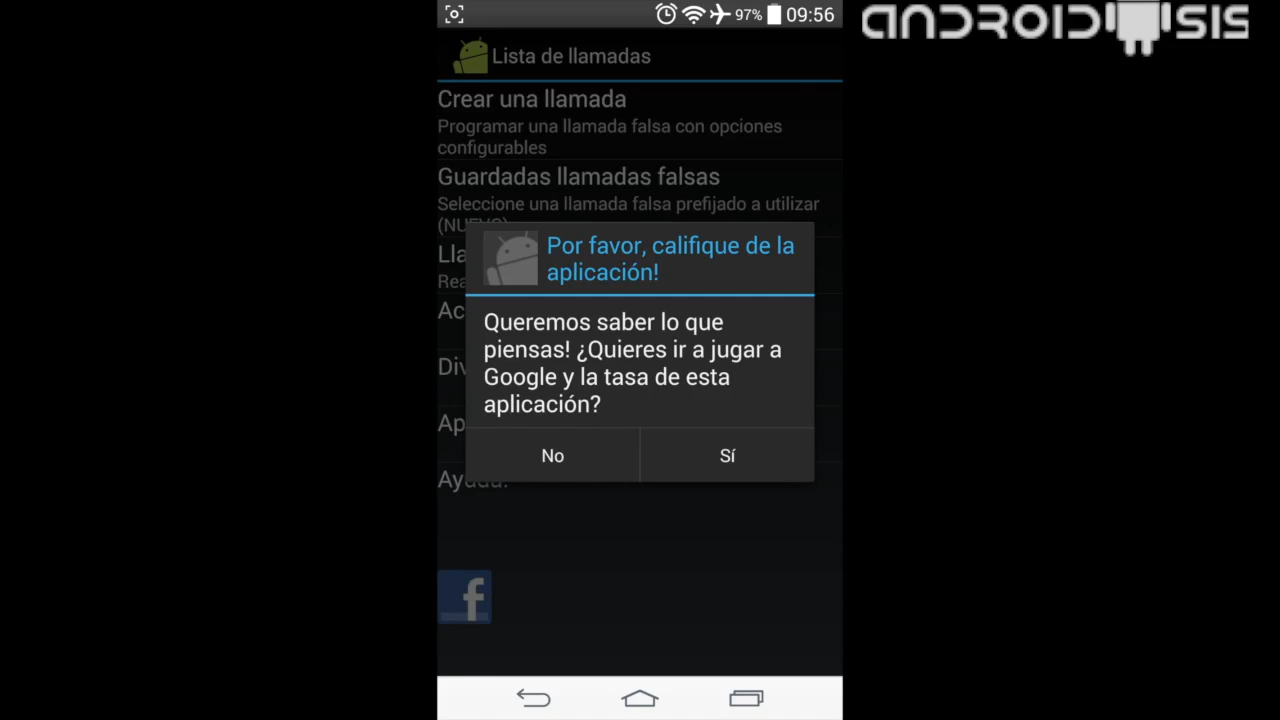 ANDROIDSIS
97% 09:56
Lista de llamadas
Crear una llamada
Programar una llamada falsa con opciones
configurables
Guardadas llamadas falsas
Seleccione una llamada falsa prefijado a utilizar
Por favor, califique de la
aplicación!
Queremos saber lo que
piensas! ¿Quieres ir a jugar a
Google y la tasa de esta
aplicación?
No
Sí
f